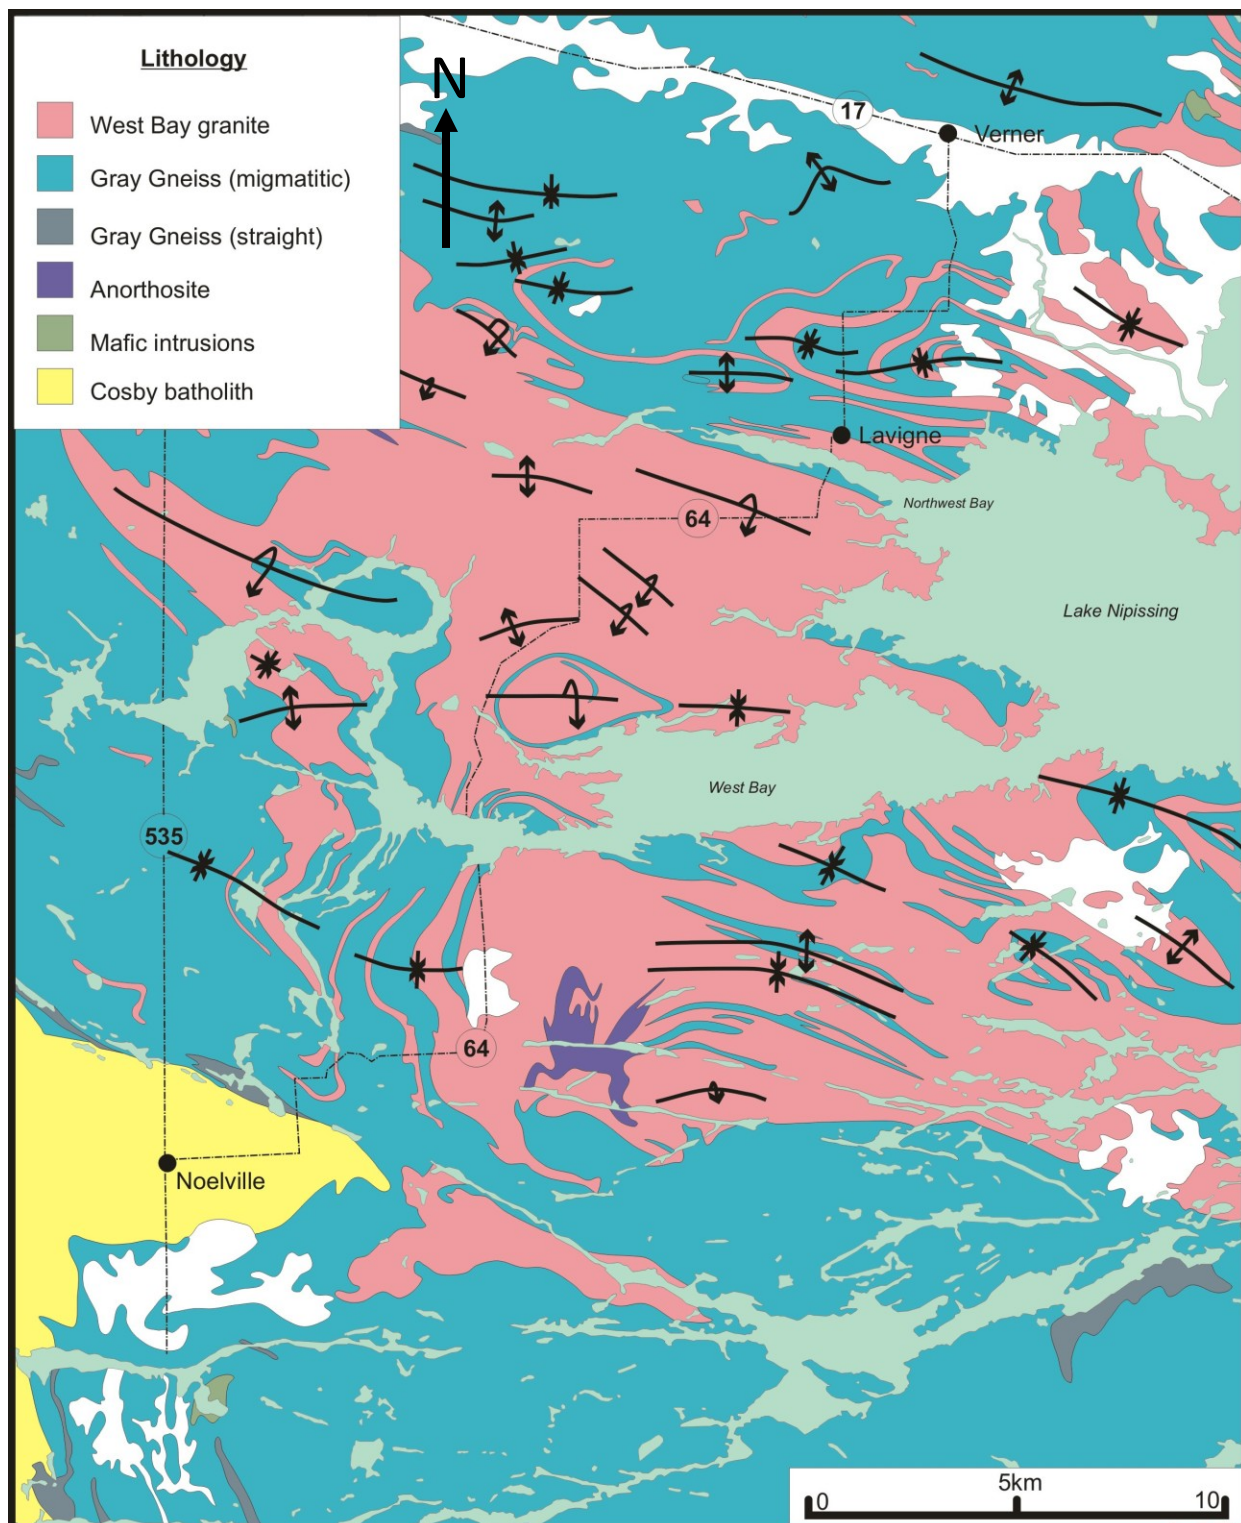 Lithology
West Bay granite
Gray Gneiss (migmatitic)
Gray Gneiss (straight)
Anorthosite
Mafic intrusions
Cosby batholith
N
17
Verner
Lavigne
Northwest Bay
64
Lake Nipissing
West Bay
535
64
Noelville
5km
0
10